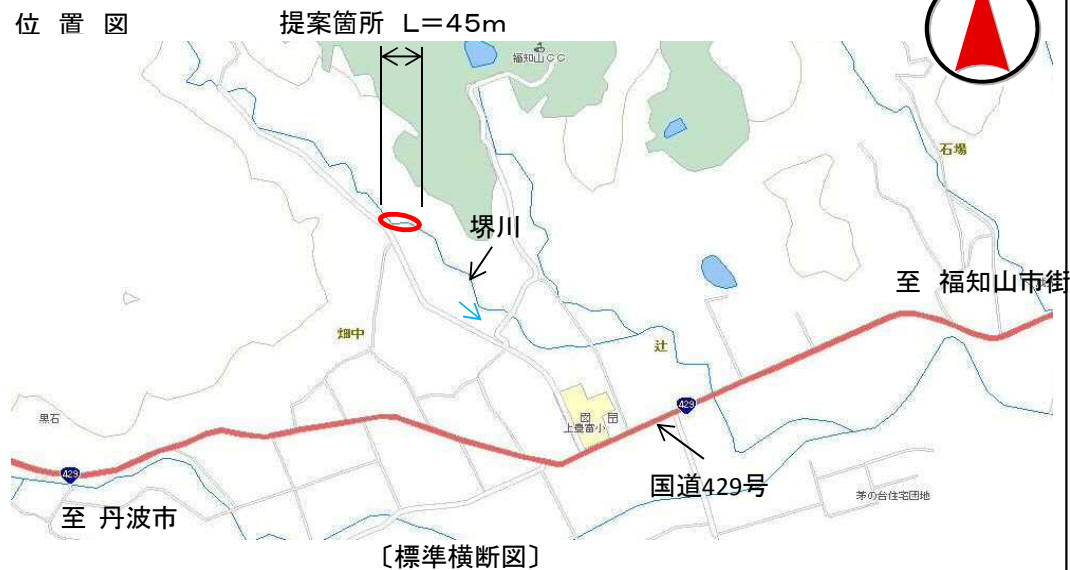 位 置 図
提案箇所 L=45m
福知山CC
石場
堺川
至 福知山市街
畑中
辻
黒石
429
上豊富小
国道429号
429
茅の台住宅団地
至 丹波市
〔標準横断図〕